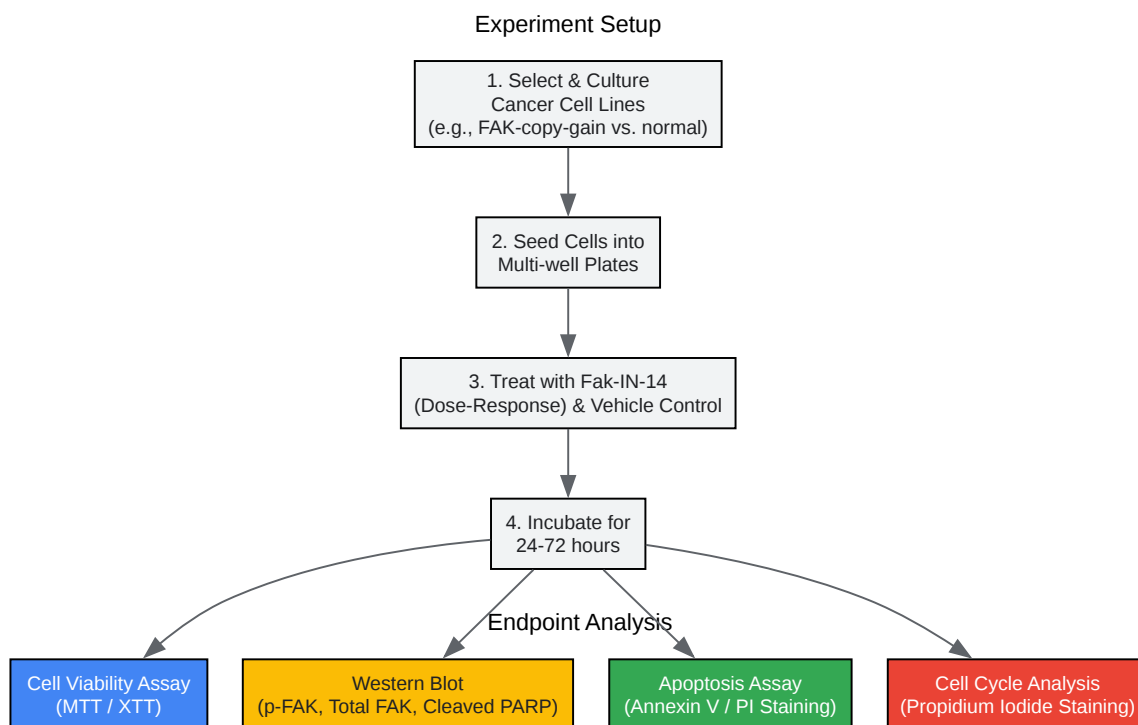 Experiment Setup
1. Select & Culture
Cancer Cell Lines
(e.g., FAK-copy-gain vs. normal)
2. Seed Cells into
Multi-well Plates
3. Treat with Fak-IN-14
(Dose-Response) & Vehicle Control
4. Incubate for
24-72 hours
Endpoint Analysis
Cell Viability Assay
(MTT / XTT)
Western Blot
(p-FAK, Total FAK, Cleaved PARP)
Apoptosis Assay
(Annexin V / PI Staining)
Cell Cycle Analysis
(Propidium Iodide Staining)